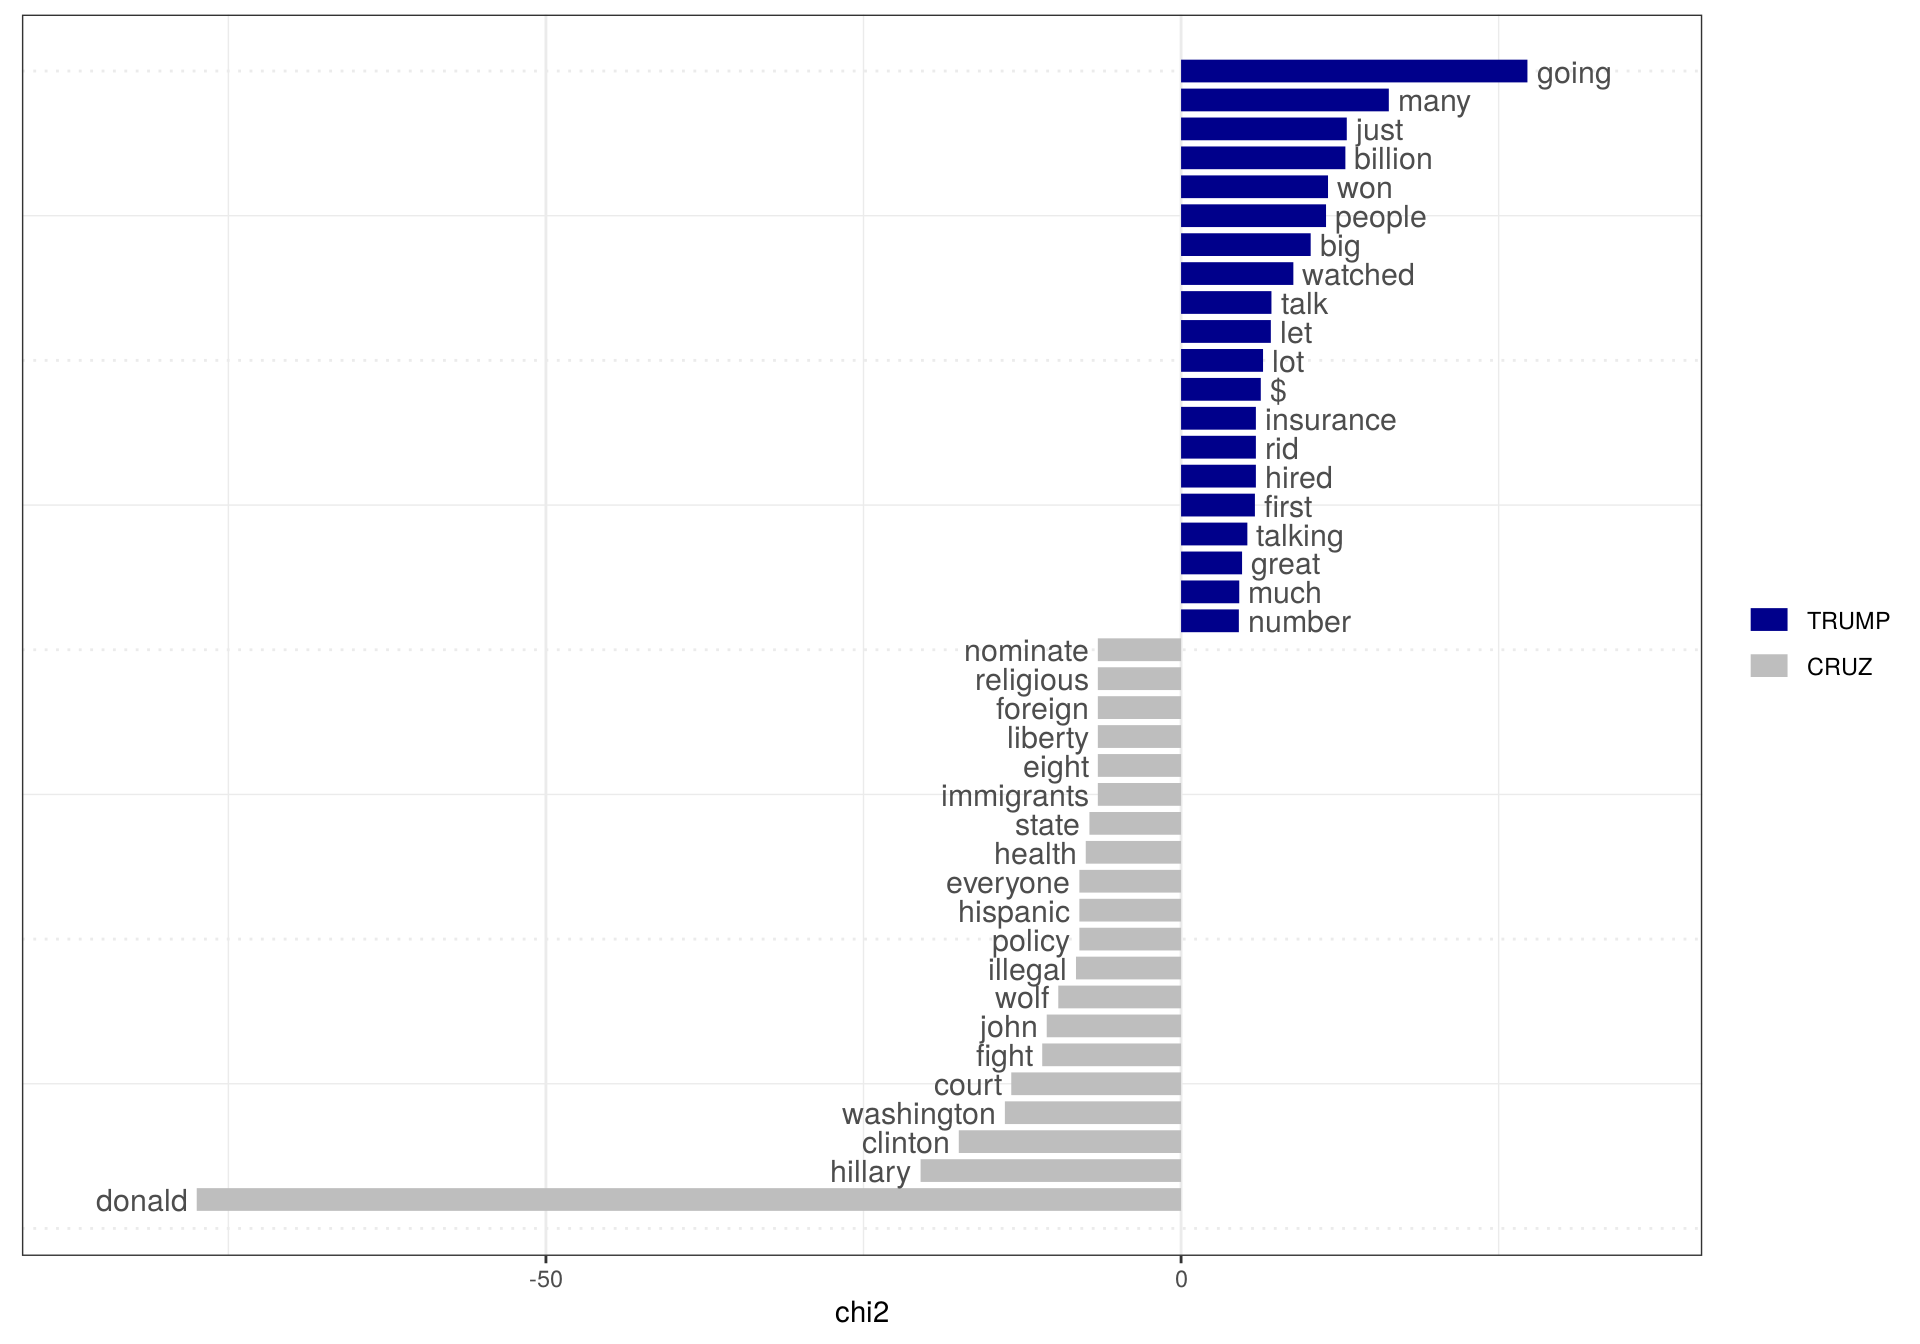 going
many
just
billion
won
people
big
watched
talk
let
lot
$
insurance
rid
hired
first
talking
great
much
number
nominate
religious
foreign
liberty
eight
immigrants
state
health
everyone
hispanic
policy
illegal
wolf
john
fight
court
washington
clinton
hillary
donald
-50 0
chi2
TRUMP
CRUZ